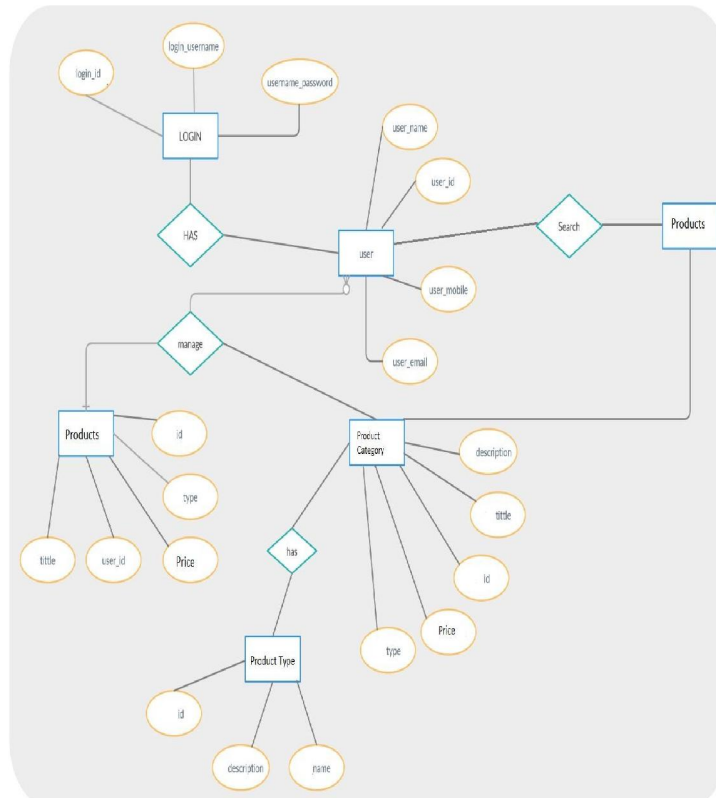 login_username
login_id
username_password
LOGIN
user_name
user_id
HAS
user
Search
Products
user_mobile
manage
user_email
Products
id
Product
Category
description
type
tittle
tittle
user_id
Price
has
id
Price
type
Product Type
id
description
name